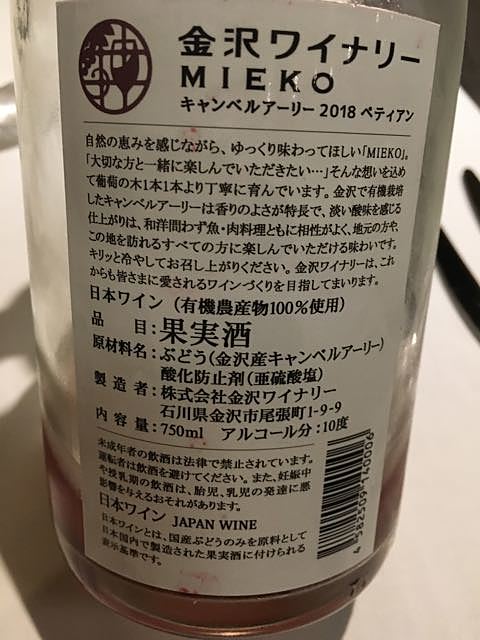 金沢ワイナリー
MIEKO
キャンベルアーリー 2018 ペティアン
自然の恵みを感じながら、ゆっくり味わってほしい「MIEKO」。
「大切な方と一緒に楽しんでいただきたい…」そんな想いを込め
て葡萄の木1本1本より丁寧に育んでいます。金沢で有機栽培
したキャンベルアーリーは香りのよさが特長で、淡い酸味を感じる
仕上がりは、和洋問わず魚・肉料理ともに相性がよく、地元の方や、
この地を訪れるすべての方に楽しんでいただける味わいです。
キリッと冷やしてお召し上がりください。金沢ワイナリーは、これ
からも皆さまに愛されるワインづくりを目指してまいります。
日本ワイン（有機農産物100％使用）
品目：果実酒
原材料名：ぶどう（金沢産キャンベルアーリー）
酸化防止剤（亜硫酸塩）
製造者：株式会社金沢ワイナリー
石川県金沢市尾張町1-9-9
内容量：750ml アルコール分：10度
未成年者の飲酒は法律で禁止されています。
運転者は飲酒を避けてください。また、妊娠中
や授乳期の飲酒は、胎児、乳児の発達に悪
影響を与えるおそれがあります。
日本ワイン JAPAN WINE
日本ワインとは、国産ぶどうのみを原料として
日本国内で製造された果実酒に付けられる
表示基準です。
4 582509 140006